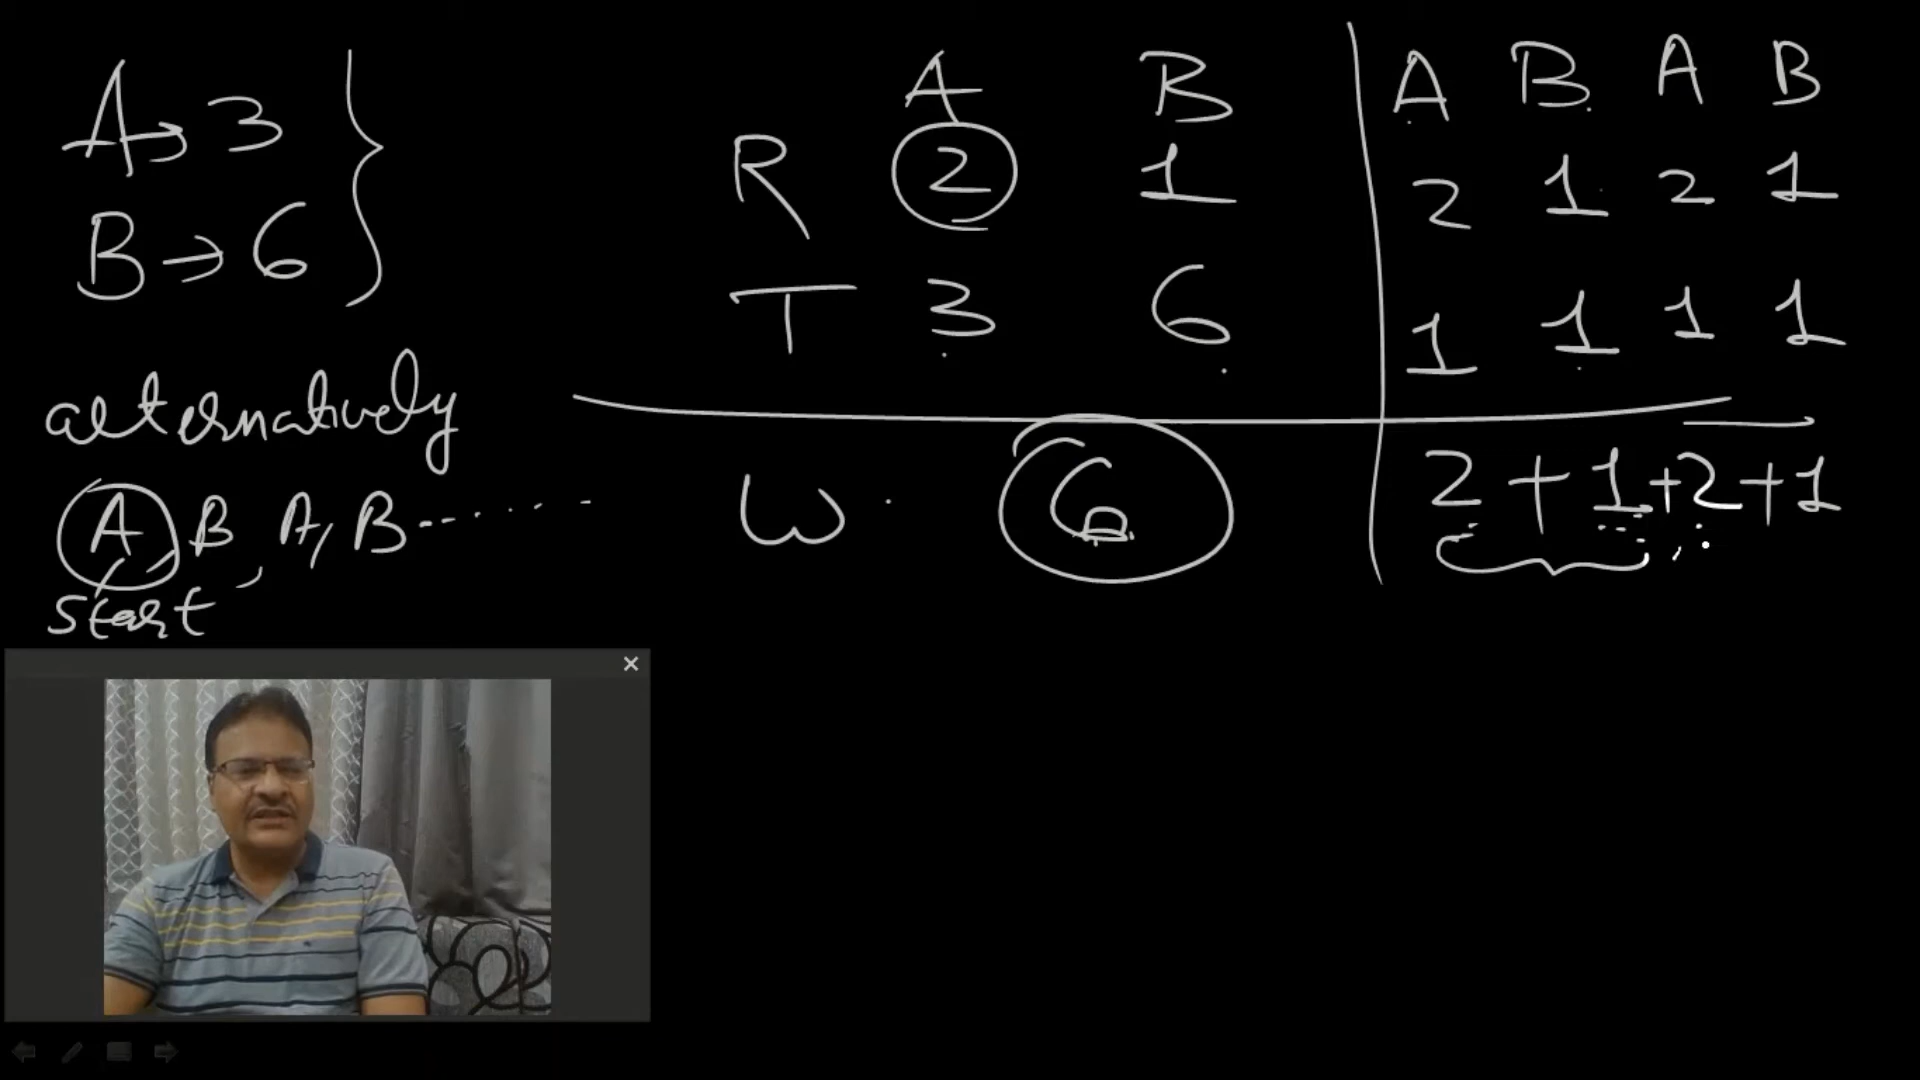 A→ 3
B→ 6
alternatively
A, B, A, B-----.....
start
A B
R 2 1
T 3 6
W 6
A B A B
2 1 2 1
1 1 1 1
2+1+2+1